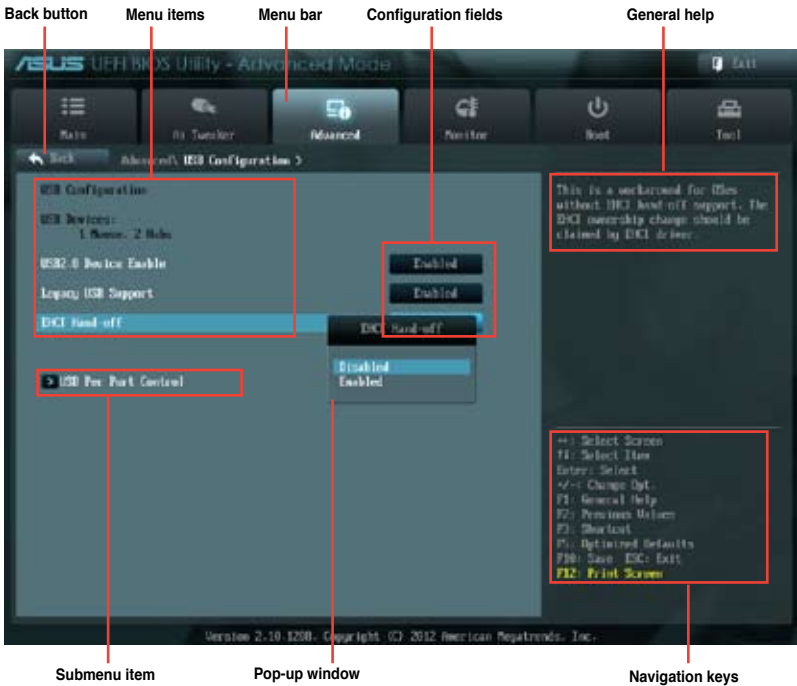 Back button
Menu items
Menu bar
Configuration fields
General help
ASUS UEFI BIOS Utility - Advanced Mode
Exit
Main
Ai Tweaker
Advanced
Monitor
Boot
Tool
Back
Advanced\ USB Configuration >
USB Configuration
USB Devices:
1 Mouse, 2 Hubs
USB2.0 Device Enable
Enabled
Legacy USB Support
Enabled
EHCI Hand-off
EHCI Hand-off
Disabled
Enabled
> USB Per Port Control
This is a workaround for OSes
without EHCI hand-off support. The
EHCI ownership change should be
claimed by EHCI driver.
→←: Select Screen
↑↓: Select Item
Enter: Select
+/-: Change Opt.
F1: General Help
F2: Previous Values
F3: Shortcut
F5: Optimized Defaults
F10: Save ESC: Exit
F12: Print Screen
Version 2.10.1208. Copyright (C) 2012 American Megatrends, Inc.
Submenu item
Pop-up window
Navigation keys